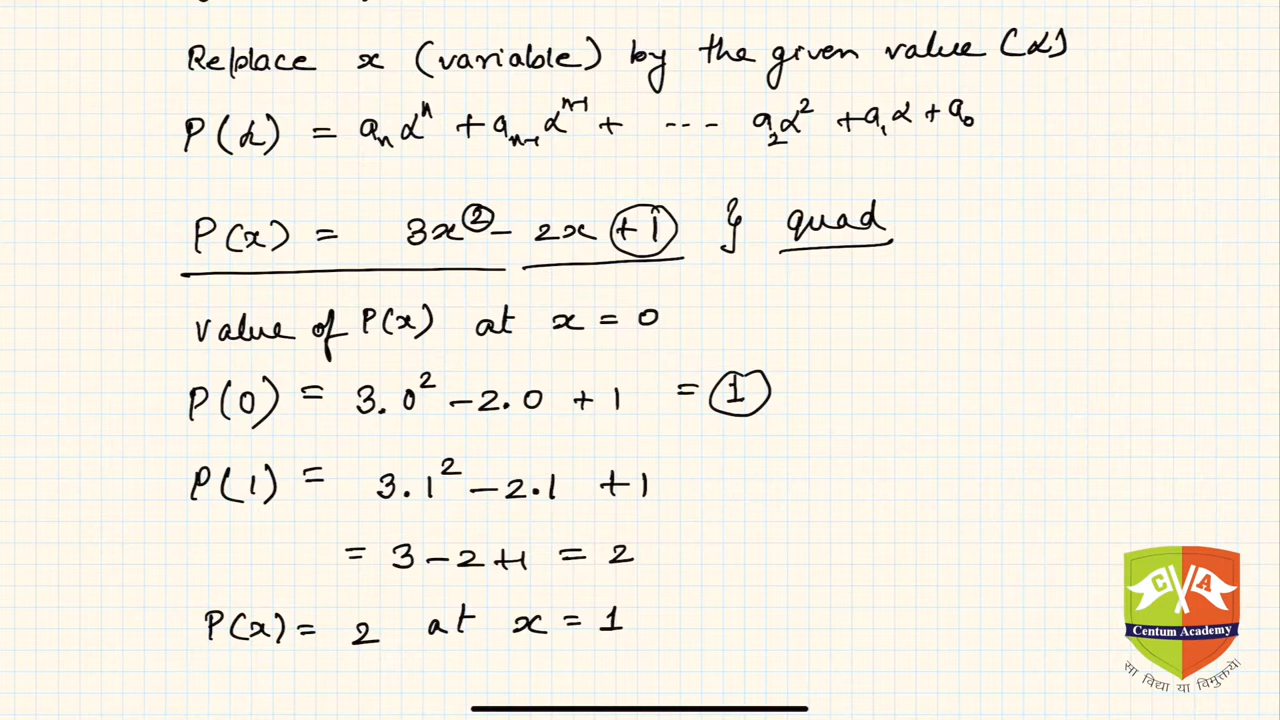 Replace x (variable) by the given value (α)
P(α) = aₙαⁿ + aₙ₋₁αⁿ⁻¹ + --- a₂α² + a₁α + a₀
P(x) = 3x² - 2x + 1 } quad
value of P(x) at x = 0
P(0) = 3.0² - 2.0 + 1 = 1
P(1) = 3.1² - 2.1 + 1
= 3 - 2 + 1 = 2
P(x) = 2 at x = 1
C A
Centum Academy
सा विद्या या विमुक्तये